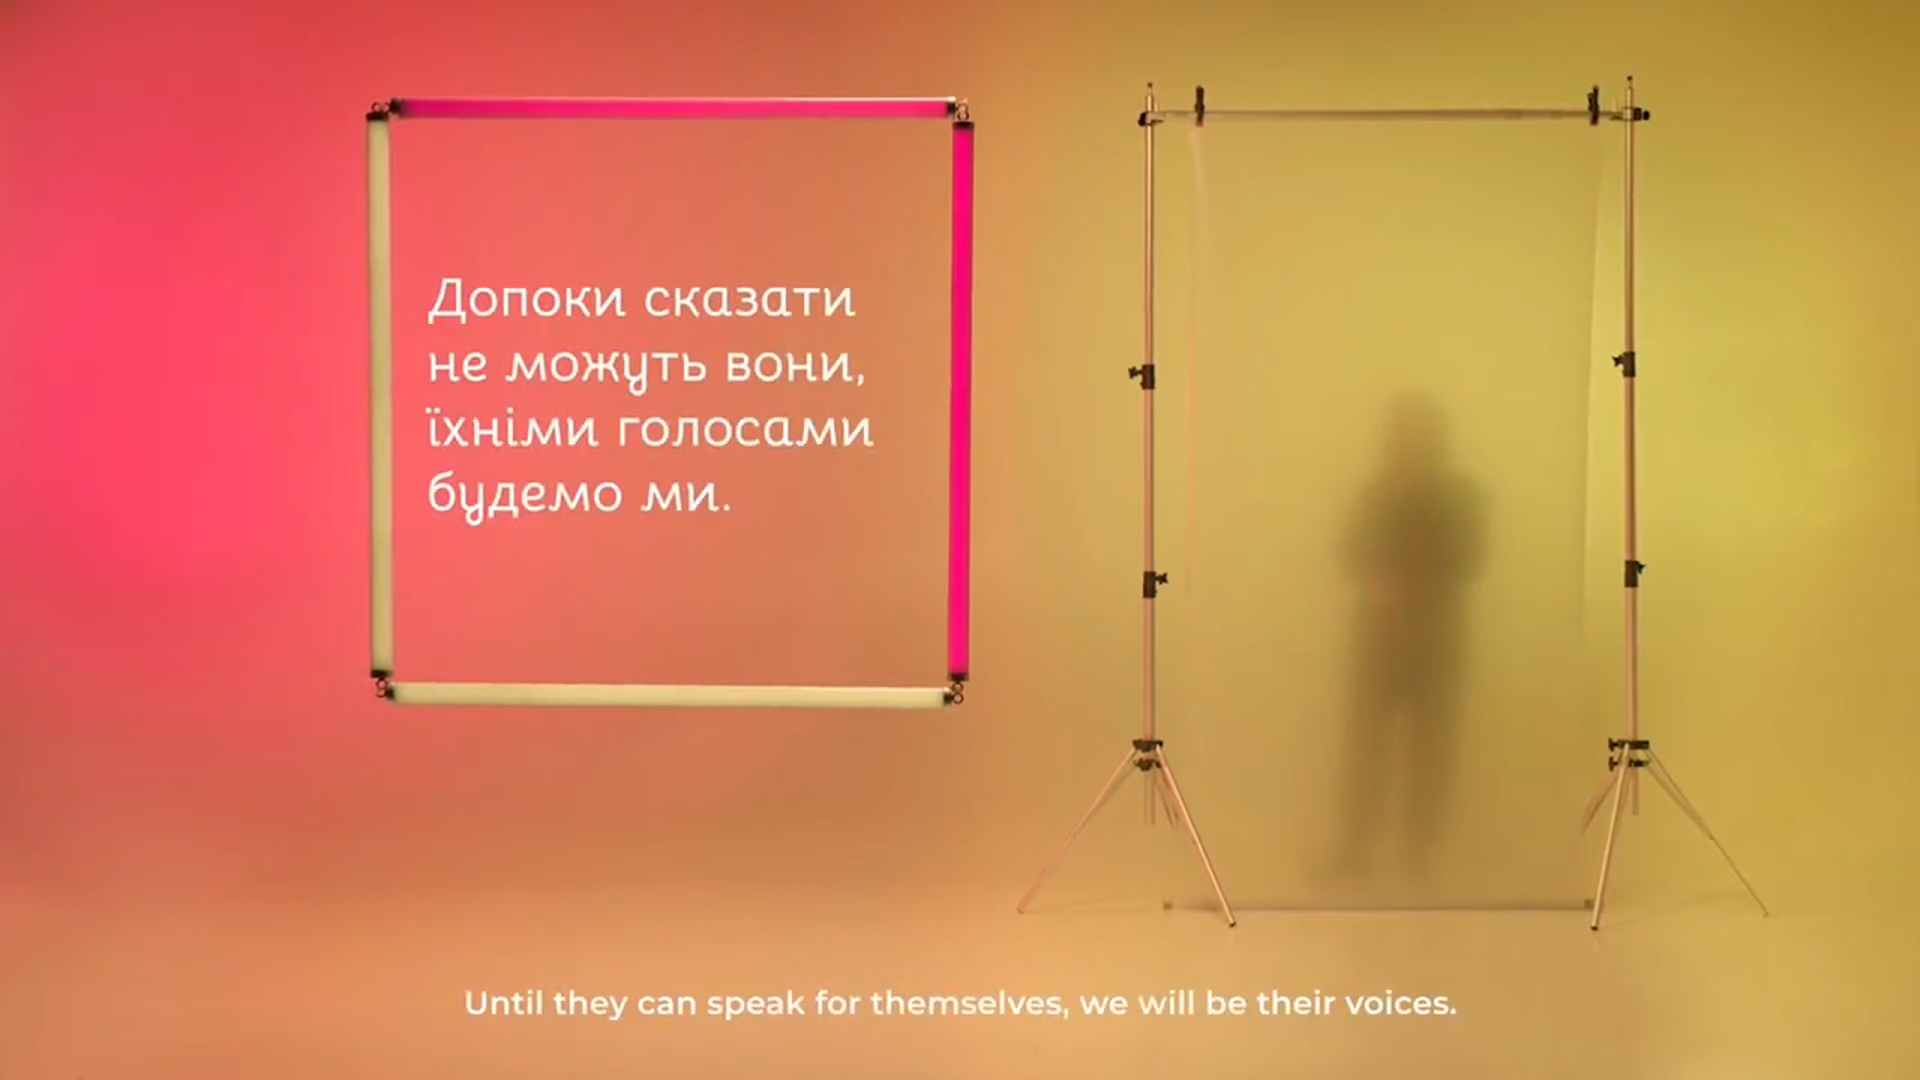 Допоки сказати
не можуть вони,
їхніми голосами
будемо ми.
Until they can speak for themselves, we will be their voices.